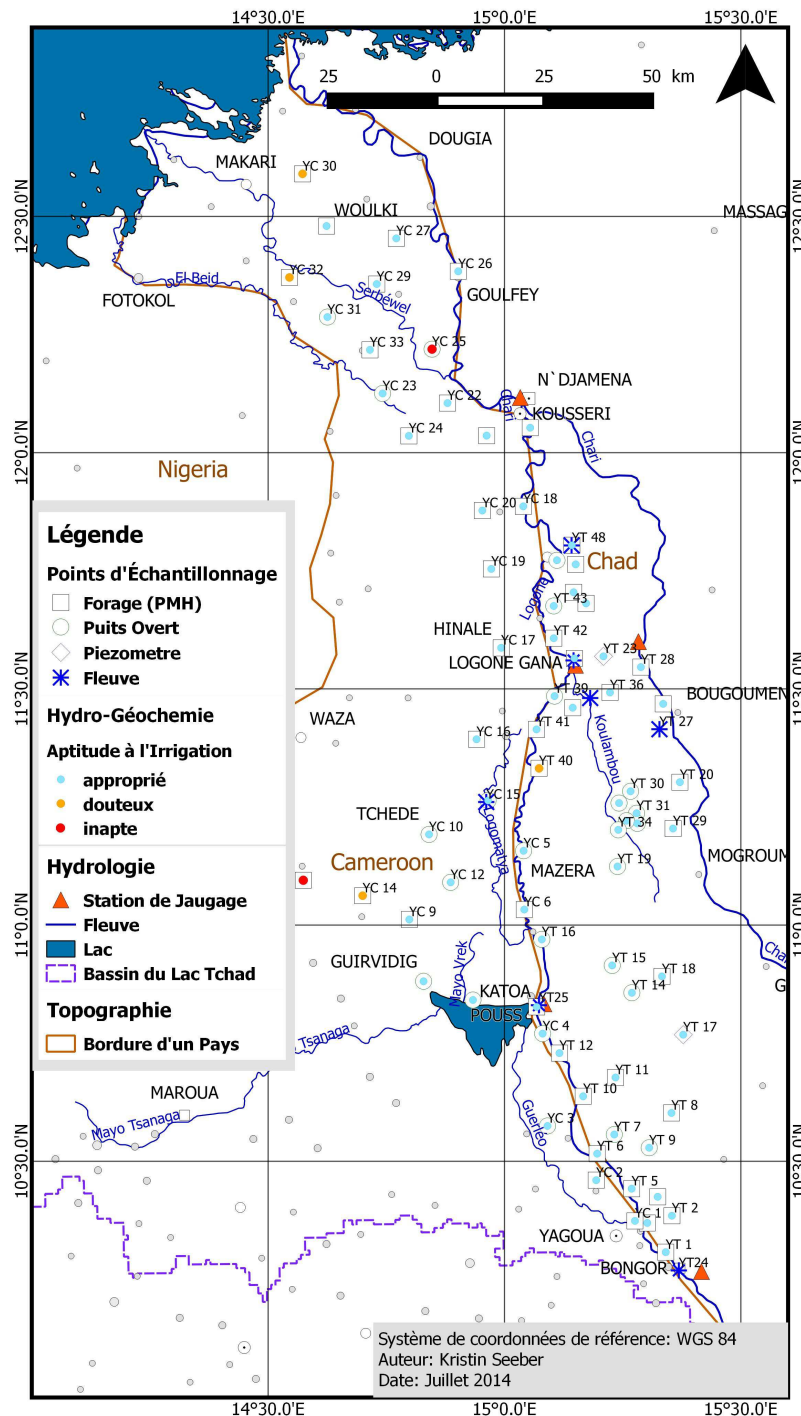 14°30.0'E 15°0.0'E 15°30.0'E
25 0 25 50 km
DOUGIA
MAKARI
YC 30
12°30.0'N
12°30.0'N
WOULKI
MASSAG
YC 27
YC 26
YC 32
YC 29
El Beid
Serbéwel
FOTOKOL
GOULFEY
YC 31
YC 33
YC 25
N`DJAMENA
YC 23
YC 22
Chari
KOUSSERI
YC 24
Chari
12°0.0'N
12°0.0'N
Nigeria
YC 20
YC 18
YT 48
Chad
YC 19
Logone
YT 43
HINALE
YT 42
YC 17
LOGONE GANA
YT 23
YT 28
11°30.0'N
YT 39
YT 36
BOUGOUMEN
WAZA
YC 16
YT 41
YT 27
Koulambou
YT 40
YT 20
YC 15
YT 30
Logomatya
TCHEDE
YT 31
YC 10
YT 34
YT 29
YC 5
MAZERA
MOGROUM
Cameroon
YT 19
YC 12
YC 14
YC 6
YC 9
11°0.0'N
11°0.0'N
YT 16
Mayo Vrek
GUIRVIDIG
YT 15
YT 18
G
KATOA
YT25
YT 14
POUSS
Tsanaga
YC 4
YT 17
YT 12
YT 11
MAROUA
YT 10
YT 8
Mayo Tsanaga
Guerléo
YC 3
YT 7
YT 9
10°30.0'N
10°30.0'N
YT 6
YC 2
YT 5
YT 2
YC 1
YAGOUA
YT 1
BONGOR
YT24
Légende
Points d'Échantillonnage
Forage (PMH)
Puits Overt
Piezometre
Fleuve
Hydro-Géochemie
Aptitude à l'Irrigation
approprié
douteux
inapte
Hydrologie
Station de Jaugage
Fleuve
Lac
Bassin du Lac Tchad
Topographie
Bordure d'un Pays
Système de coordonnées de référence: WGS 84
Auteur: Kristin Seeber
Date: Juillet 2014
14°30.0'E 15°0.0'E 15°30.0'E